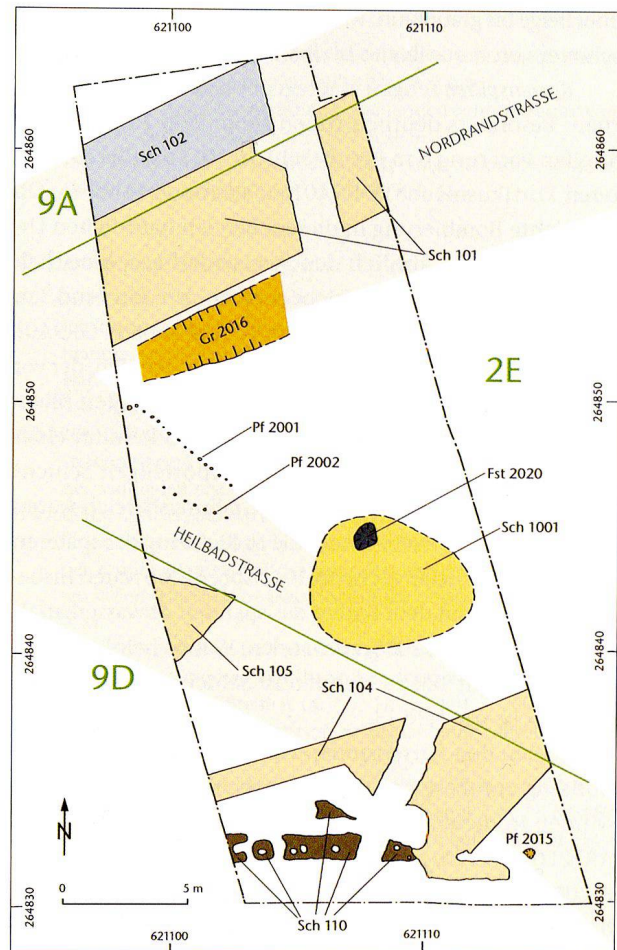 621100
621110
264860
264860
NORDRANDSTRASSE
Sch 102
9A
Sch 101
Gr 2016
2E
264850
264850
Pf 2001
Pf 2002
Fst 2020
Sch 1001
HEILBADSTRASSE
264840
264840
Sch 105
9D
Sch 104
N
Pf 2015
0
5 m
Sch 110
264830
264830
621100
621110